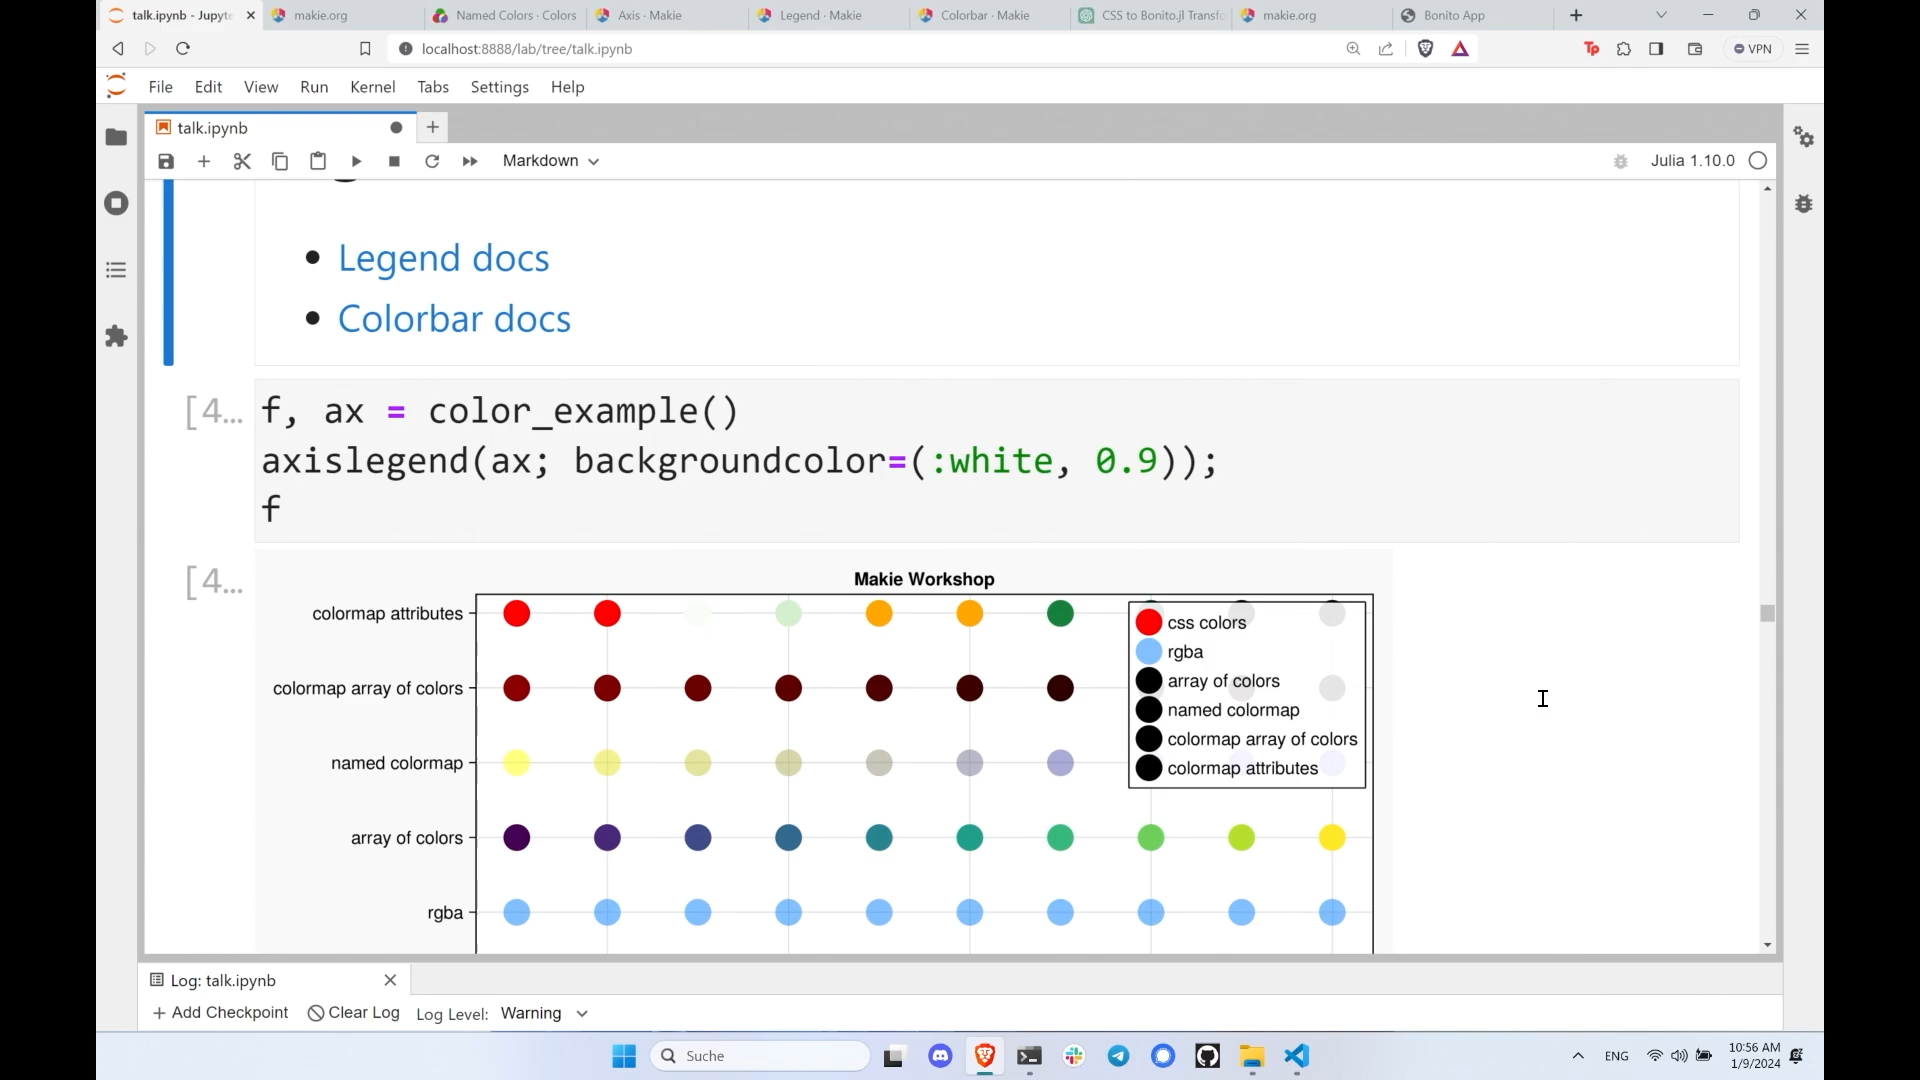 talk.ipynb - Jupyte
makie.org
Named Colors · Colors
Axis · Makie
Legend · Makie
Colorbar · Makie
CSS to Bonito.jl Transfo
makie.org
Bonito App
localhost:8888/lab/tree/talk.ipynb
Tp
VPN
File Edit View Run Kernel Tabs Settings Help
talk.ipynb
Markdown
Julia 1.10.0
• Legend docs
• Colorbar docs
[4…
f, ax = color_example()
axislegend(ax; backgroundcolor=(:white, 0.9));
f
[4…
Makie Workshop
colormap attributes
colormap array of colors
named colormap
array of colors
rgba
css colors
rgba
array of colors
named colormap
colormap array of colors
colormap attributes
Log: talk.ipynb
+ Add Checkpoint Clear Log Log Level: Warning
Suche
ENG
10:56 AM
1/9/2024